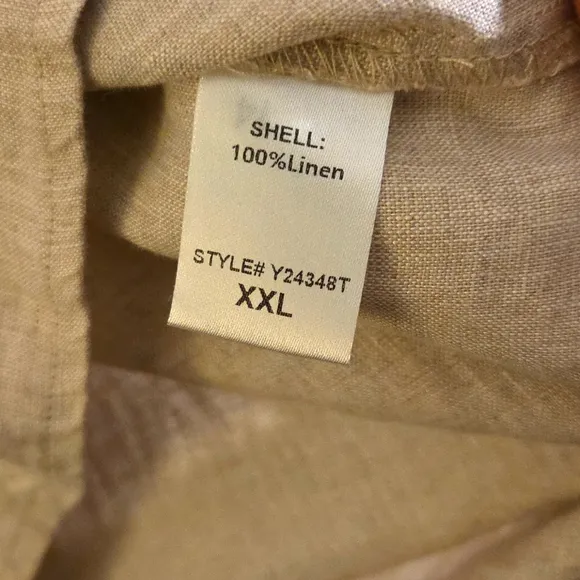 SHELL:
100%Linen
STYLE# Y24348T
XXL